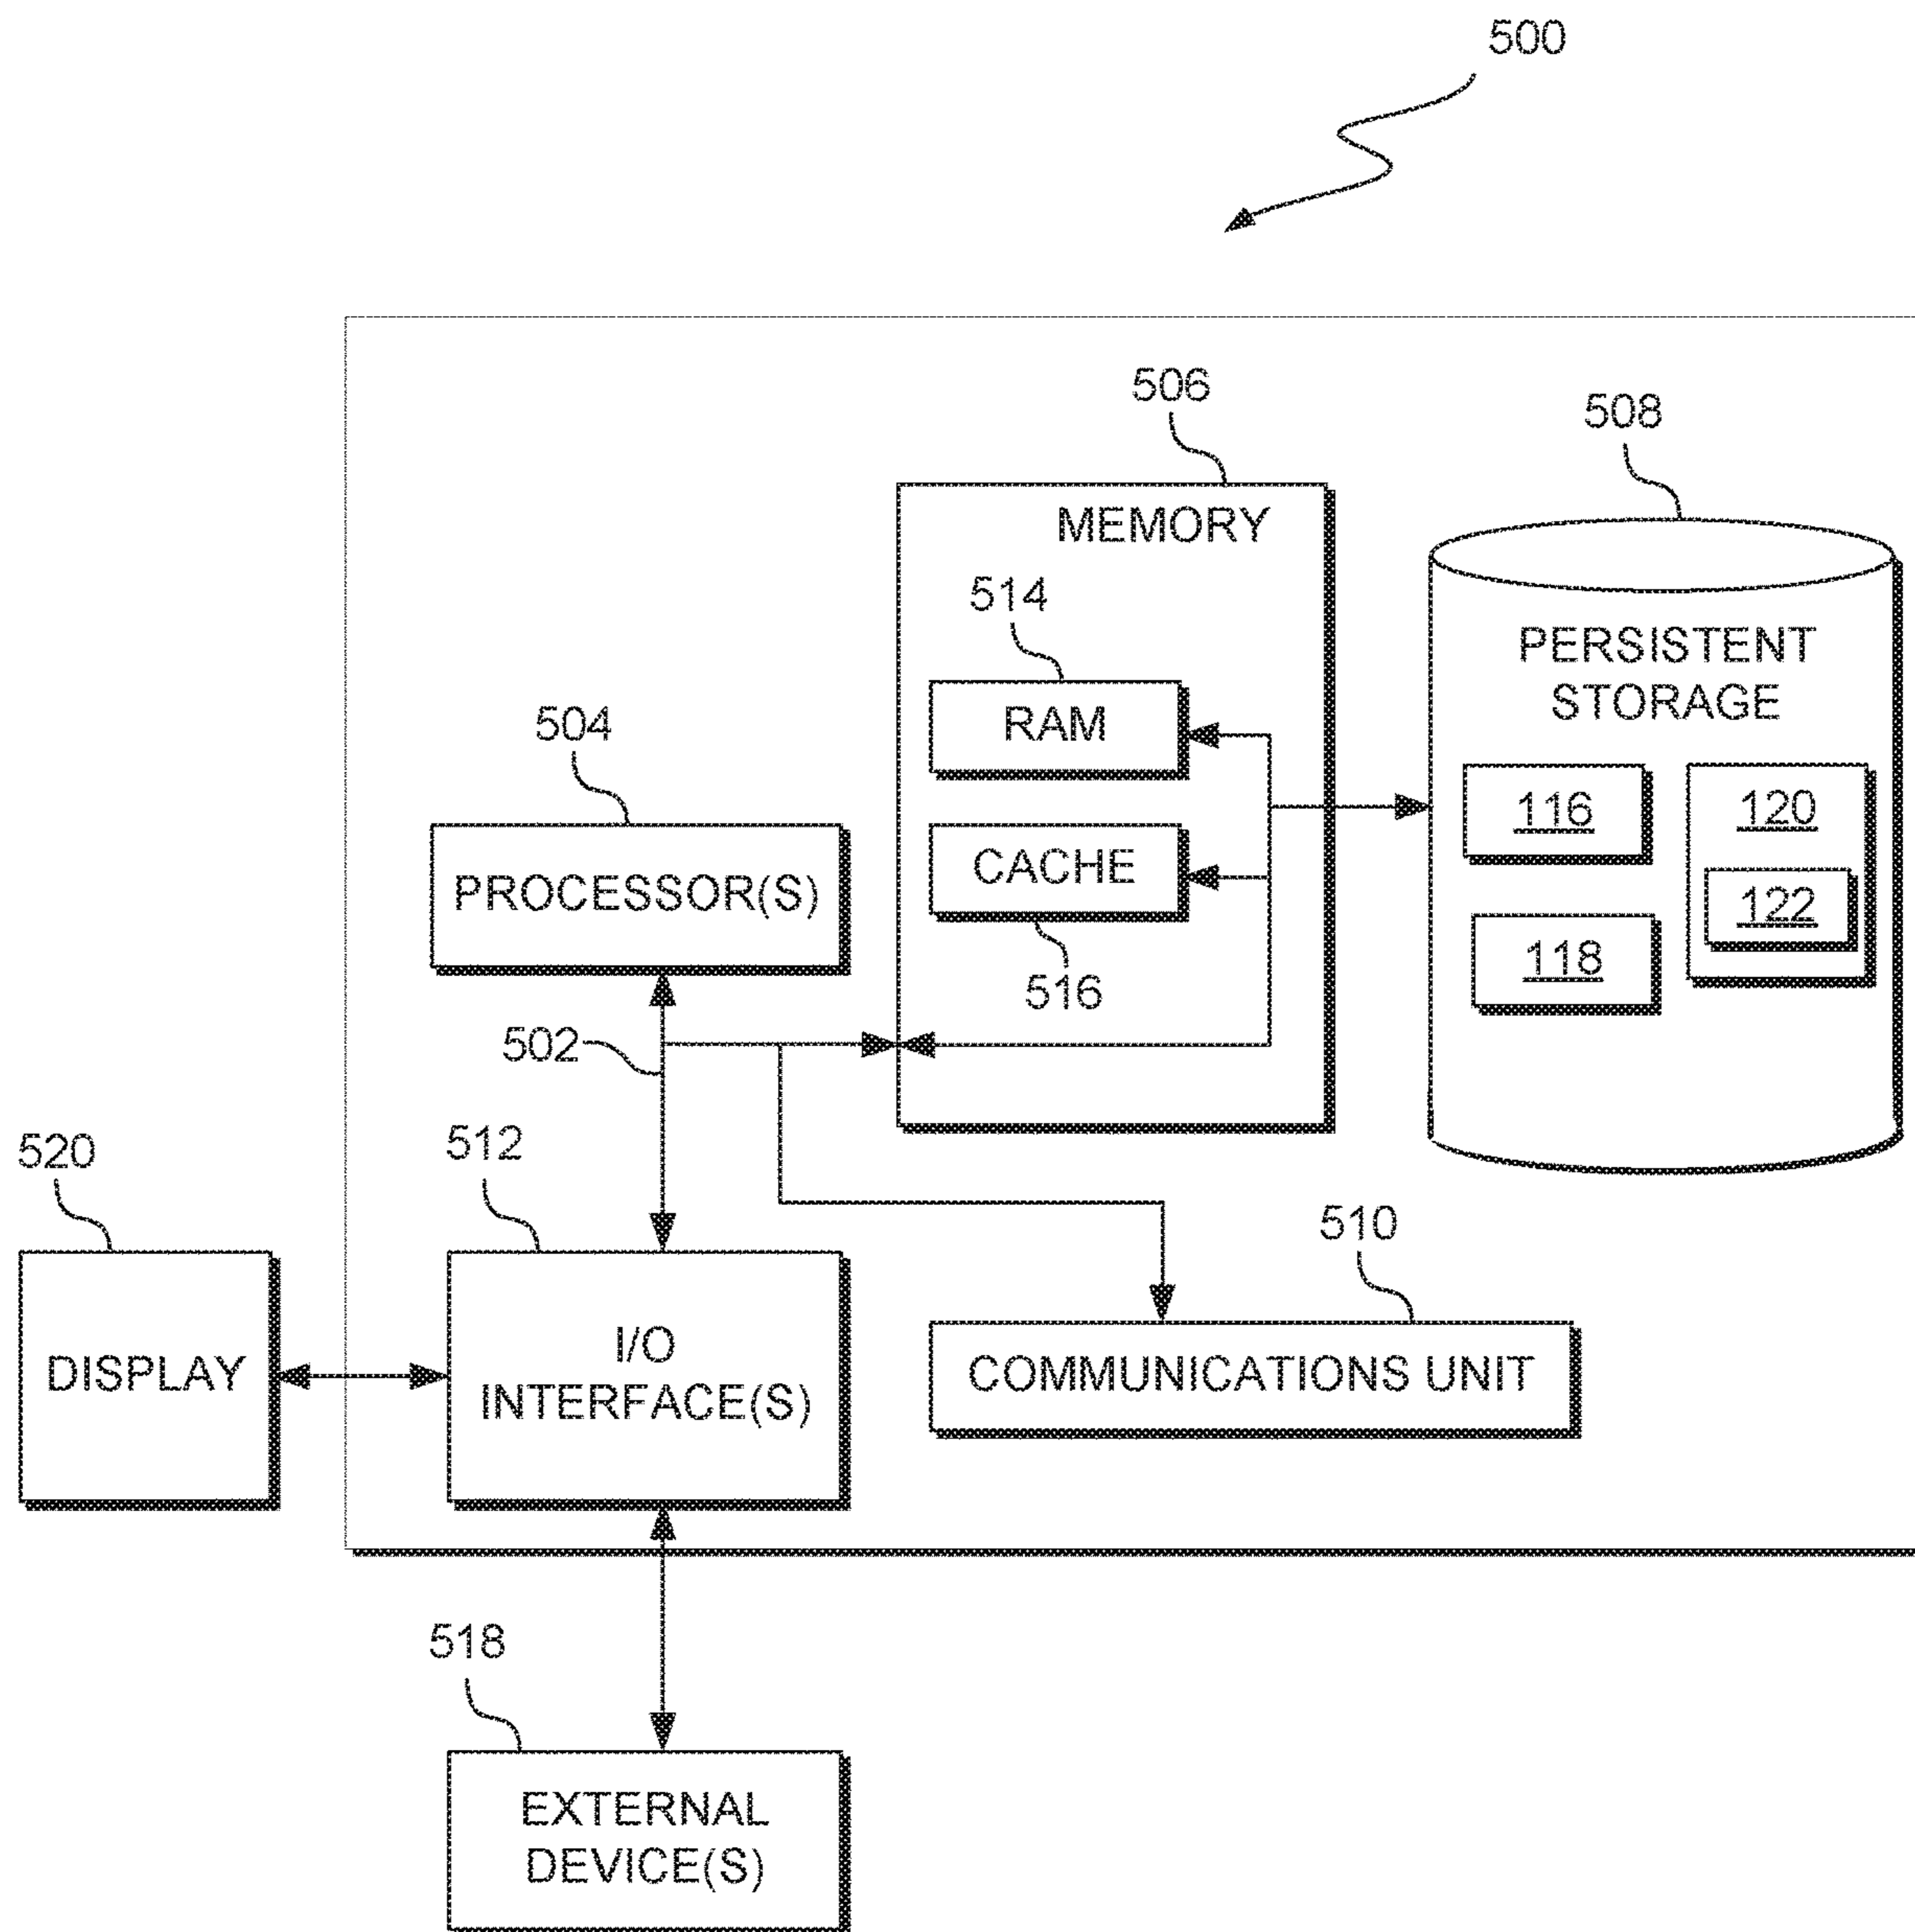 500
506
508
MEMORY
514
PERSISTENT
STORAGE
RAM
504
116
120
CACHE
PROCESSOR(S)
122
118
516
502
512
520
510
I/O
INTERFACE(S)
DISPLAY
COMMUNICATIONS UNIT
518
EXTERNAL
DEVICE(S)